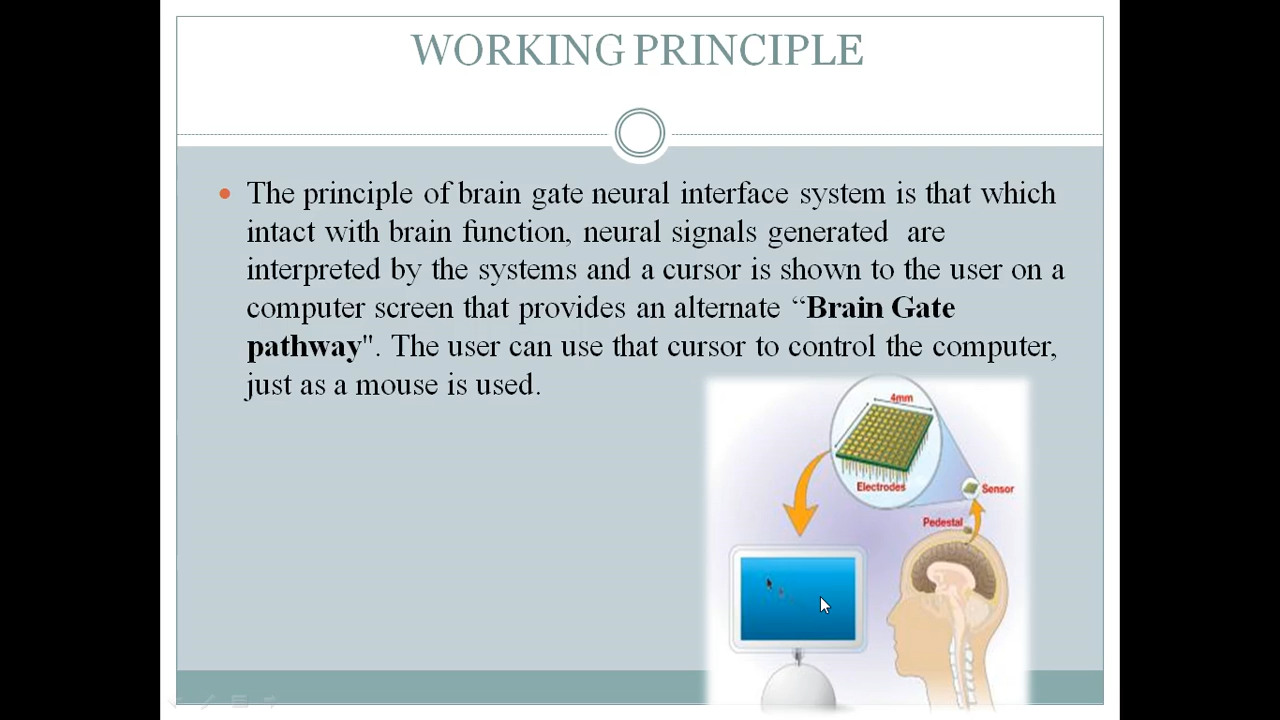 WORKING PRINCIPLE
The principle of brain gate neural interface system is that which
intact with brain function, neural signals generated are
interpreted by the systems and a cursor is shown to the user on a
computer screen that provides an alternate “Brain Gate
pathway". The user can use that cursor to control the computer,
just as a mouse is used.
4mm
Electrodes
Sensor
Pedestal